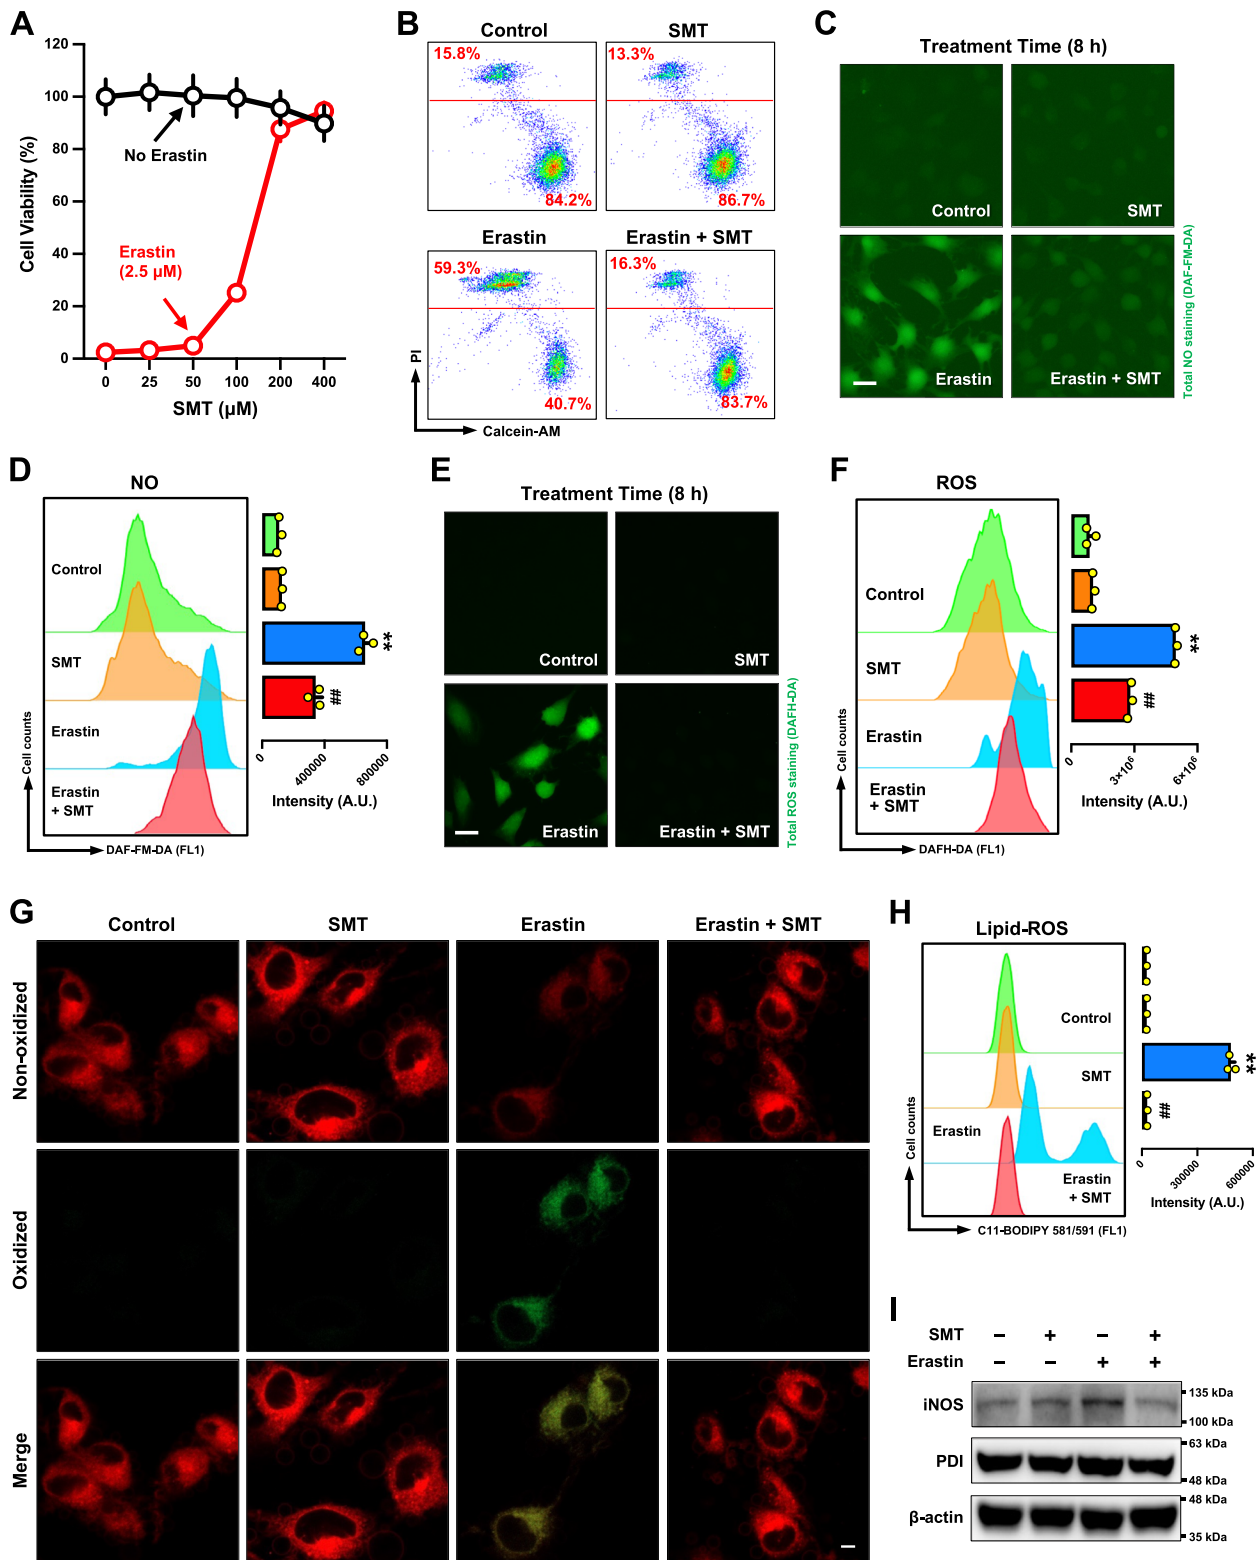 A
120
100
80
60
40
20
0
Cell Viability (%)
No Erastin
Erastin
(2.5 μM)
0 25 50 100 200 400
SMT (μM)
B
Control SMT
15.8% 13.3%
84.2% 86.7%
Erastin Erastin + SMT
59.3% 16.3%
40.7% 83.7%
PI
Calcein-AM
C
Treatment Time (8 h)
Control SMT
Erastin Erastin + SMT
Total NO staining (DAF-FM-DA)
D
NO
Control
SMT
Erastin
Erastin
+ SMT
Cell counts
DAF-FM-DA (FL1)
**
##
0 400000 800000
Intensity (A.U.)
E
Treatment Time (8 h)
Control SMT
Erastin Erastin + SMT
Total ROS staining (DAFH-DA)
F
ROS
Control
SMT
Erastin
Erastin
+ SMT
Cell counts
DAFH-DA (FL1)
**
##
0 3×10⁶ 6×10⁶
Intensity (A.U.)
G
Control SMT Erastin Erastin + SMT
Non-oxidized
Oxidized
Merge
H
Lipid-ROS
Control
SMT
Erastin
Erastin
+ SMT
Cell counts
C11-BODIPY 581/591 (FL1)
**
##
0 300000 600000
Intensity (A.U.)
I
SMT − + − +
Erastin − − + +
iNOS
135 kDa
100 kDa
PDI
63 kDa
48 kDa
β-actin
48 kDa
35 kDa